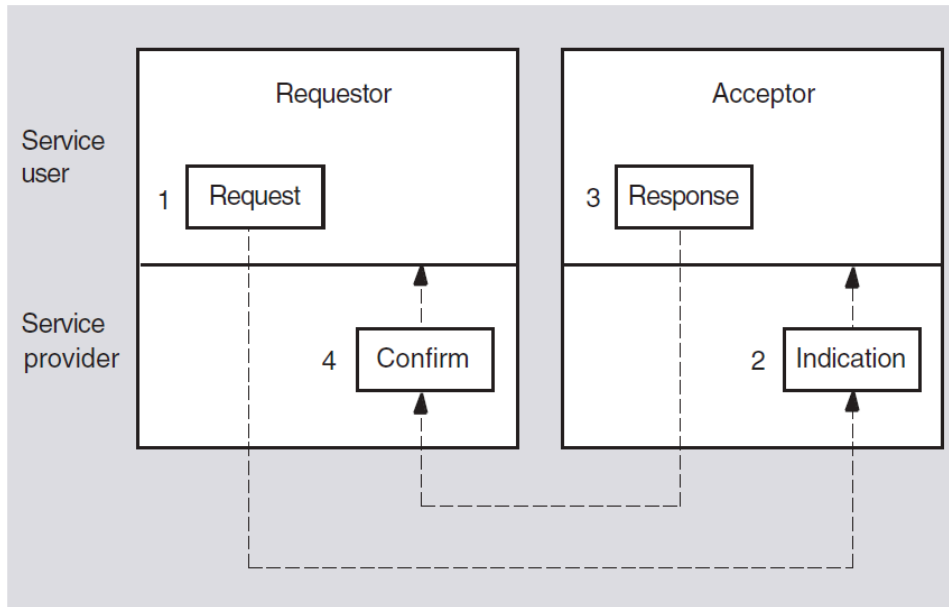 Requestor
Acceptor
Service
user
1
Request
3
Response
Service
provider
4
Confirm
2
Indication